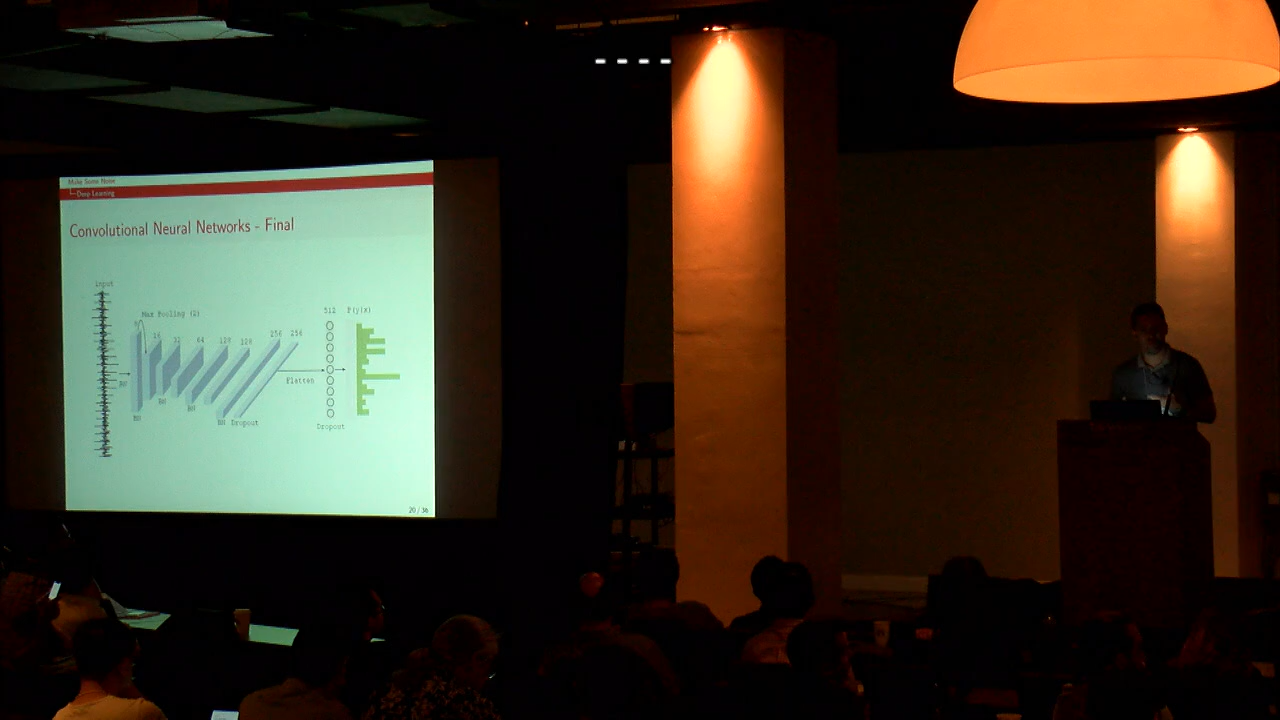 Make Some Noise
Deep Learning
Convolutional Neural Networks - Final
Input
Max Pooling (2)
16 32 64 128 128 256 256
512 P(y|x)
BN
BN
BN
Flatten
BN
BN Dropout
Dropout
20 / 36